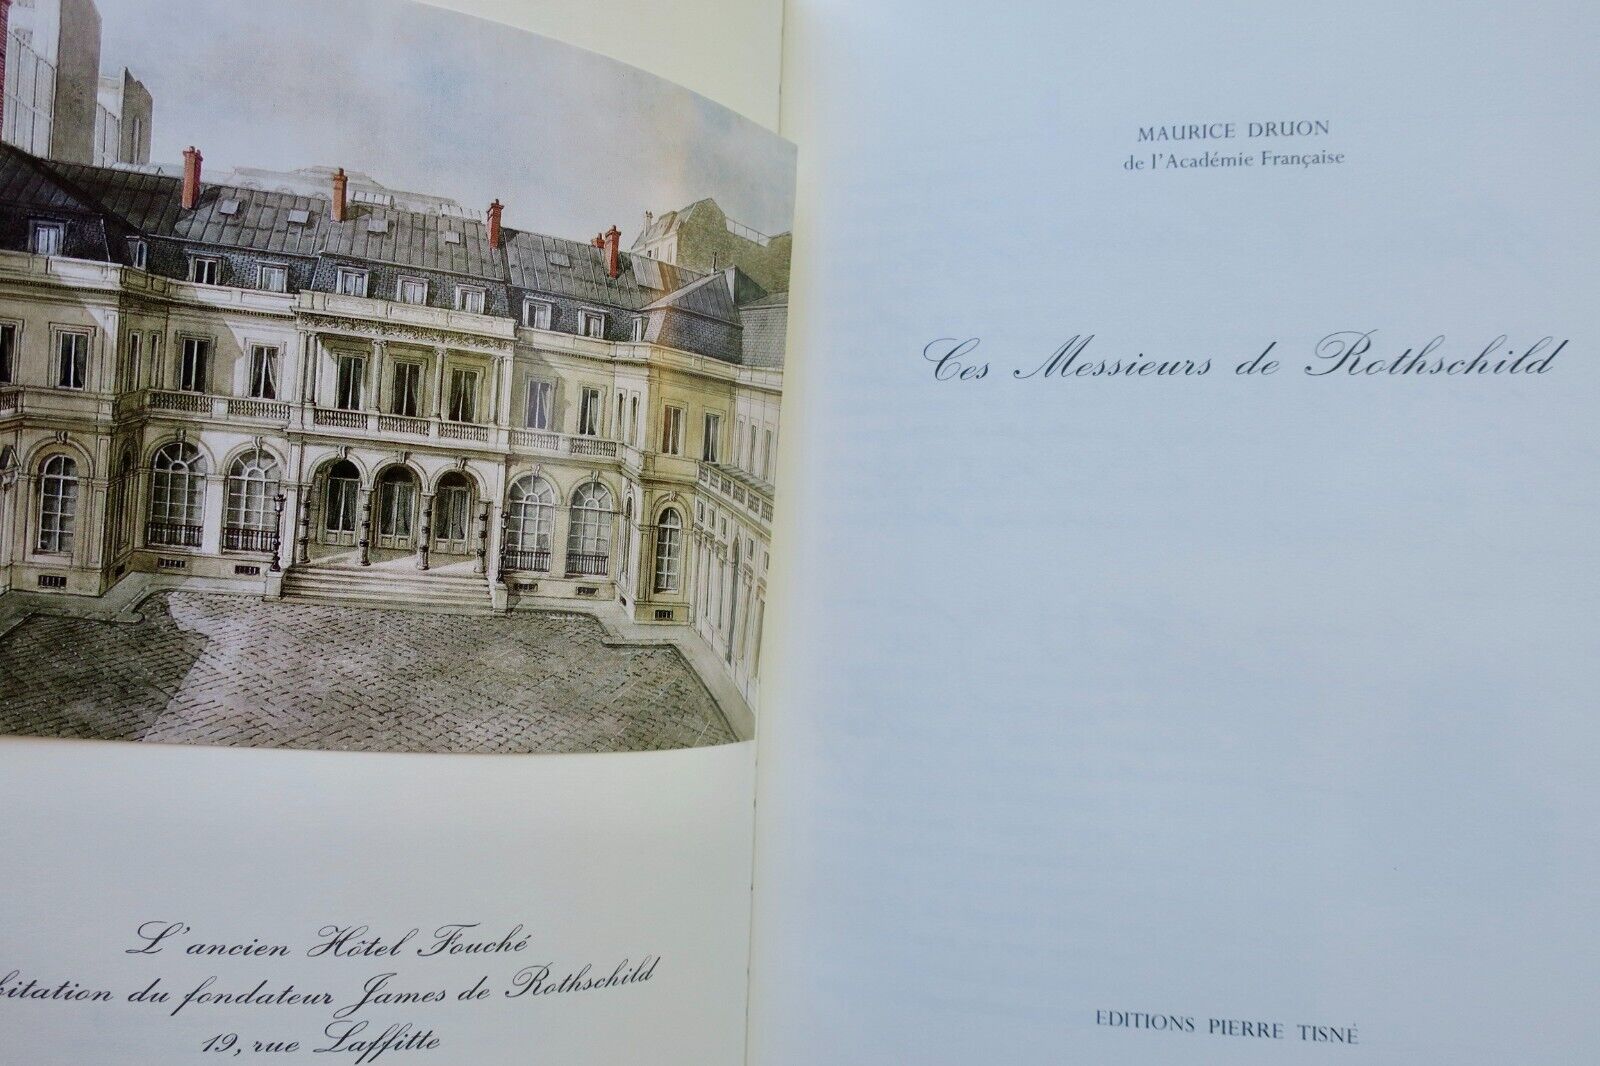 L'ancien Hôtel Fouché
bitation du fondateur James de Rothschild
19, rue Laffitte
MAURICE DRUON
de l'Académie Française
Ces Messieurs de Rothschild
EDITIONS PIERRE TISNÉ